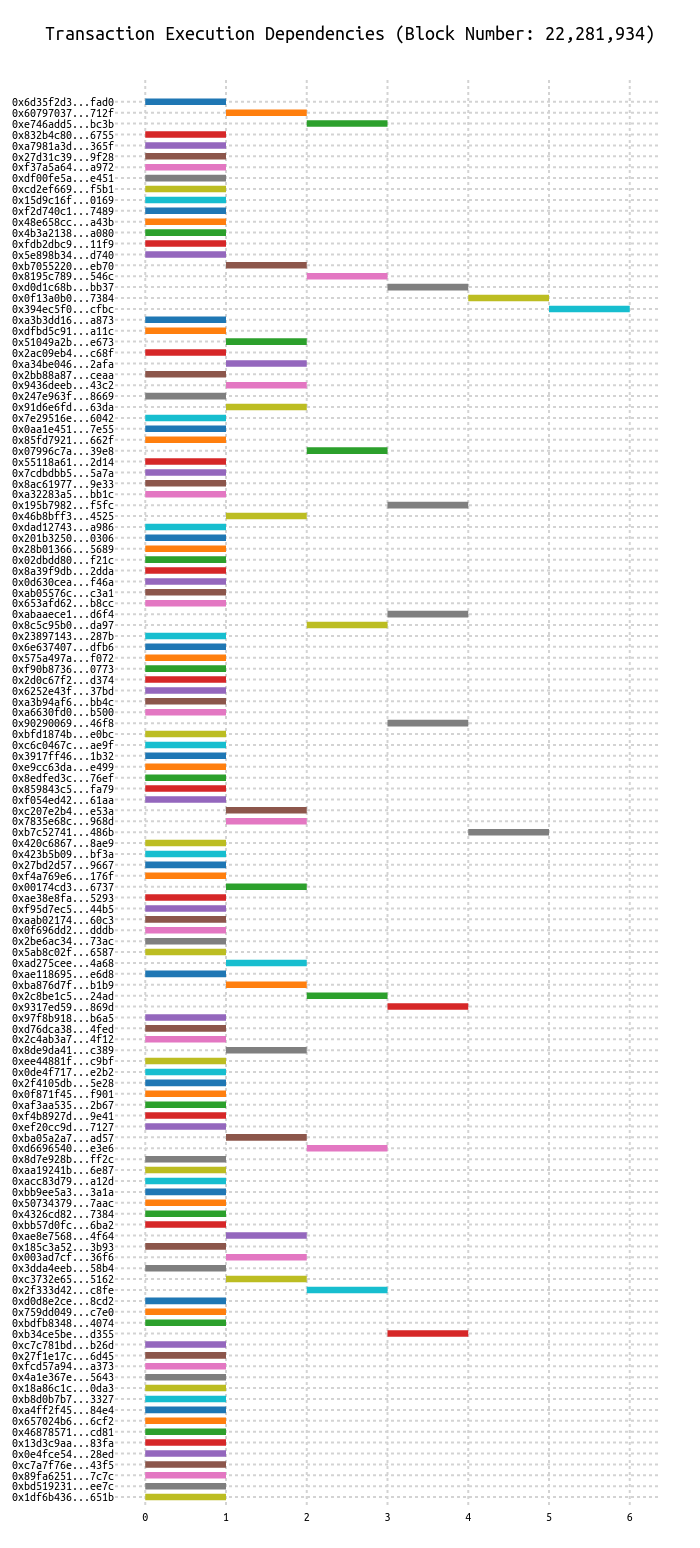 Transaction Execution Dependencies (Block Number: 22,281,934)
0x6d35f2d3...fad0
0x60797037...712f
0xe746add5...bc3b
0x832b4c80...6755
0xa7981a3d...365f
0x27d31c39...9f28
0xf37a5a64...a972
0xdf00fe5a...e451
0xcd2ef669...f5b1
0x15d9c16f...0169
0xf2d740c1...7489
0x48e658cc...a43b
0x4b3a2138...a080
0xfdb2dbc9...11f9
0x5e898b34...d740
0xb7055220...eb70
0x8195c789...546c
0xd0d1c68b...bb37
0x0f13a0b0...7384
0x394ec5f0...cfbc
0xa3b3dd16...a873
0xdfbd5c91...a11c
0x51049a2b...e673
0x2ac09eb4...c68f
0xa34be046...2afa
0x2bb88a87...ceaa
0x9436deeb...43c2
0x247e963f...8669
0x91d6e6fd...63da
0x7e29516e...6042
0x0aa1e451...7e55
0x85fd7921...662f
0x07996c7a...39e8
0x55118a61...2d14
0x7cdbdbb5...5a7a
0x8ac61977...9e33
0xa32283a5...bb1c
0x195b7982...f5fc
0x46b8bff3...4525
0xdad12743...a986
0x201b3250...0306
0x28b01366...5689
0x02dbdd80...f21c
0x8a39f9db...2dda
0x0d630cea...f46a
0xab05576c...c3a1
0x653afd62...b8cc
0xabaaece1...d6f4
0x8c5c95b0...da97
0x23897143...287b
0x6e637407...dfb6
0x575a497a...f072
0xf90b8736...0773
0x2d0c67f2...d374
0x6252e43f...37bd
0xa3b94af6...bb4c
0xa6630fd0...b500
0x90290069...46f8
0xbfd1874b...e0bc
0xc6c0467c...ae9f
0x3917ff46...1b32
0xe9cc63da...e499
0x8edfed3c...76ef
0x859843c5...fa79
0xf054ed42...61aa
0xc207e2b4...e53a
0x7835e68c...968d
0xb7c52741...486b
0x420c6867...8ae9
0x423b5b09...bf3a
0x27bd2d57...9667
0xf4a769e6...176f
0x00174cd3...6737
0xae38e8fa...5293
0xf95d7ec5...44b5
0xaab02174...60c3
0x0f696dd2...dddb
0x2be6ac34...73ac
0x5ab8c02f...6587
0xad275cee...4a68
0xae118695...e6d8
0xba876d7f...b1b9
0x2c8be1c5...24ad
0x9317ed59...869d
0x97f8b918...b6a5
0xd76dca38...4fed
0x2c4ab3a7...4f12
0x8de9da41...c389
0xee44881f...c9bf
0x0de4f717...e2b2
0x2f4105db...5e28
0x0f871f45...f901
0xaf3aa535...2b67
0xf4b8927d...9e41
0xef20cc9d...7127
0xba05a2a7...ad57
0xd6696540...e3e6
0x8d7e928b...ff2c
0xaa19241b...6e87
0xacc83d79...a12d
0xbb9ee5a3...3a1a
0x50734379...7aac
0x4326cd82...7384
0xbb57d0fc...6ba2
0xae8e7568...4f64
0x185c3a52...3b93
0x003ad7cf...36f6
0x3dda4eeb...58b4
0xc3732e65...5162
0x2f333d42...c8fe
0xd0d8e2ce...8cd2
0x759dd049...c7e0
0xbdfb8348...4074
0xb34ce5be...d355
0xc7c781bd...b26d
0x27f1e17c...6d45
0xfcd57a94...a373
0x4a1e367e...5643
0x18a86c1c...0da3
0xb8d0b7b7...3327
0xa4ff2f45...84e4
0x657024b6...6cf2
0x46878571...cd81
0x13d3c9aa...83fa
0x0e4fce54...28ed
0xc7a7f76e...43f5
0x89fa6251...7c7c
0xbd519231...ee7c
0x1df6b436...651b
0 1 2 3 4 5 6